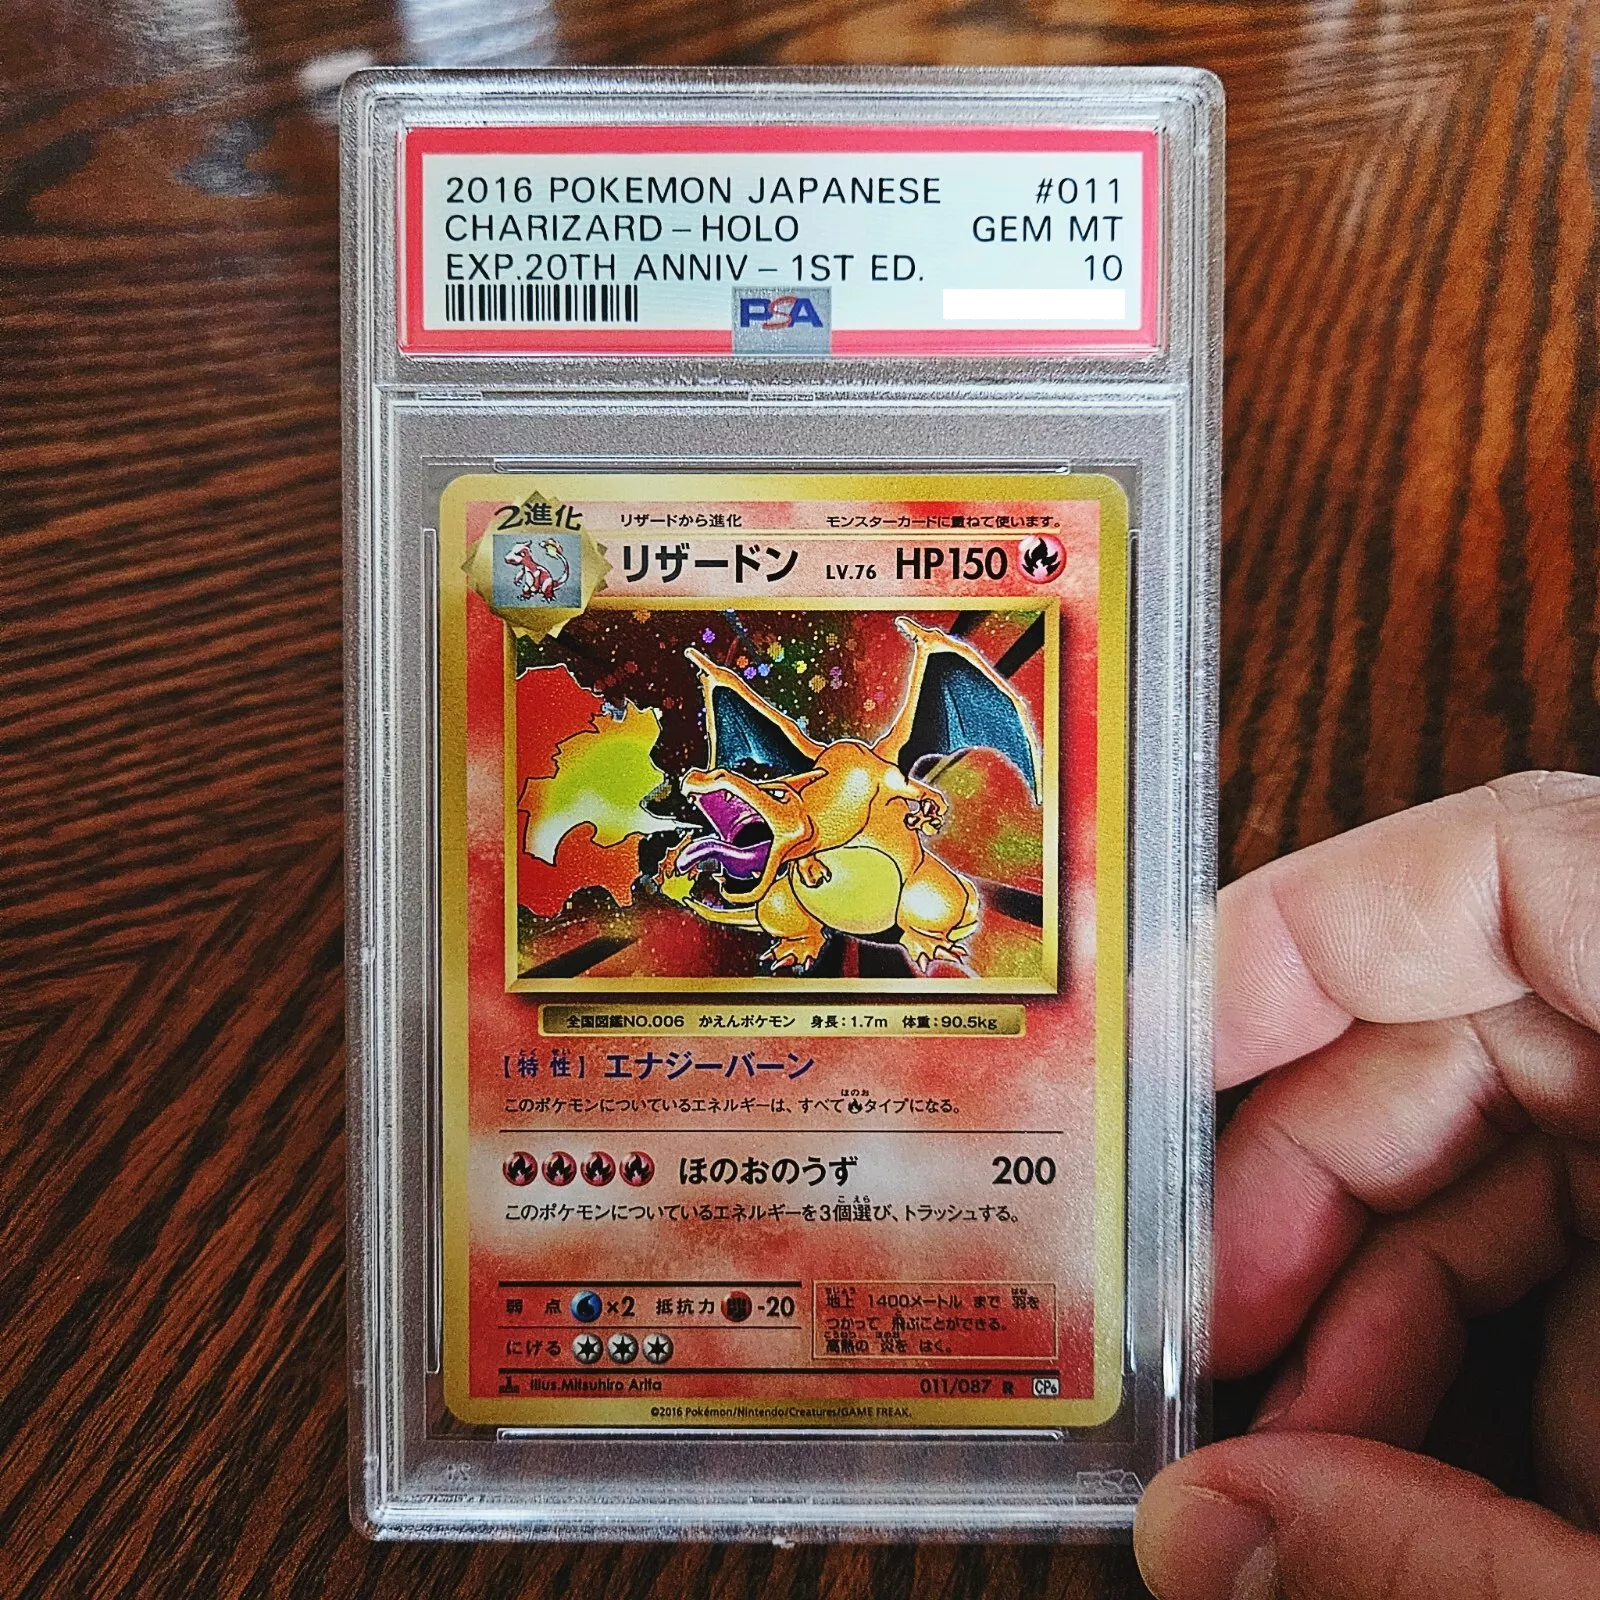 2016 POKEMON JAPANESE #011
CHARIZARD-HOLO GEM MT
EXP.20TH ANNIV-1ST ED. 10
PSA
2進化
リザードから進化
モンスターカードに重ねて使います。
リザードン LV.76 HP150
全国図鑑NO.006 かえんポケモン 身長:1.7m 体重:90.5kg
【特性】エナジーバーン
このポケモンについているエネルギーは、すべてタイプになる。
ほのお
ほのおのうず 200
このポケモンについているエネルギーを3個選び、トラッシュする。
こ えら
弱点 ×2 抵抗力 -20
にげる
地上 1400メートル まで 羽を
つかって 飛ぶことができる。
高熱の 炎を はく。
illus.Mitsuhiro Arita
011/087 R CP6
©2016 Pokémon/Nintendo/Creatures/GAME FREAK.
PSA